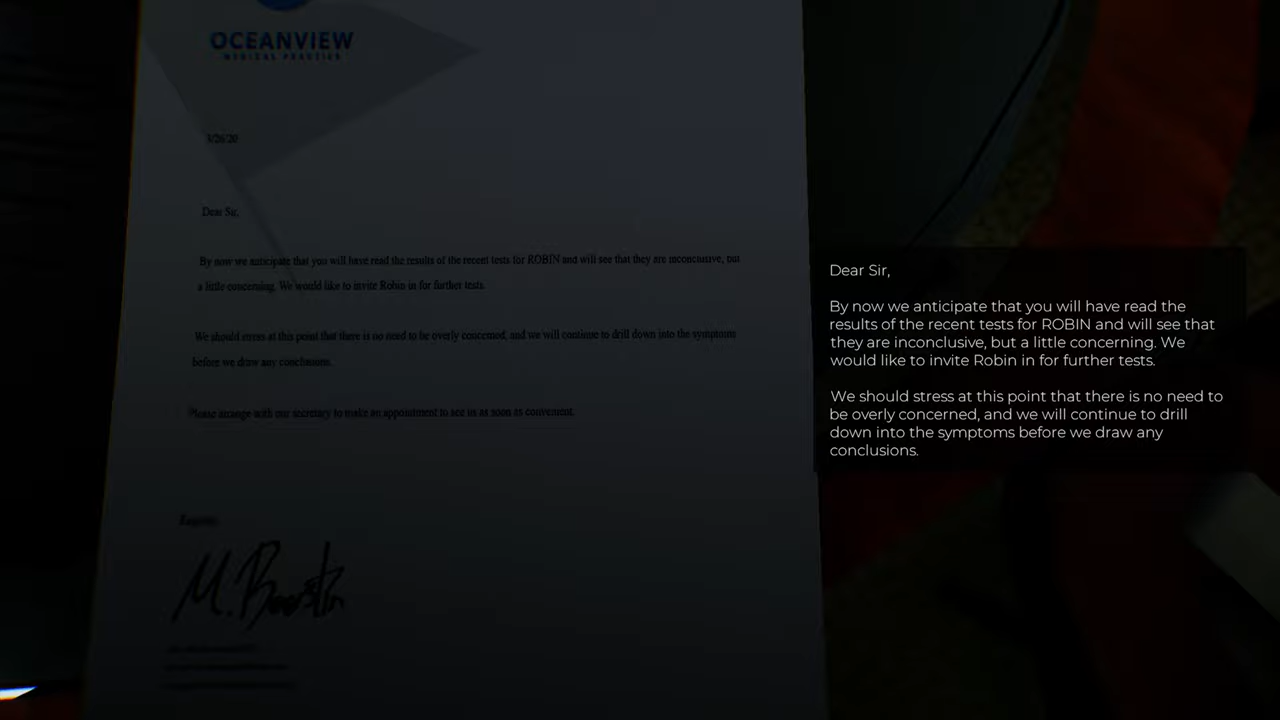 OCEANVIEW
MEDICAL PRACTICE
3/26/20
Dear Sir,
By now we anticipate that you will have read the results of the recent tests for ROBIN and will see that they are inconclusive, but
a little concerning. We would like to invite Robin in for further tests.
We should stress at this point that there is no need to be overly concerned, and we will continue to drill down into the symptoms
before we draw any conclusions.
Please arrange with our secretary to make an appointment to see us as soon as convenient.
Dear Sir,
By now we anticipate that you will have read the
results of the recent tests for ROBIN and will see that
they are inconclusive, but a little concerning. We
would like to invite Robin in for further tests.
We should stress at this point that there is no need to
be overly concerned, and we will continue to drill
down into the symptoms before we draw any
conclusions.